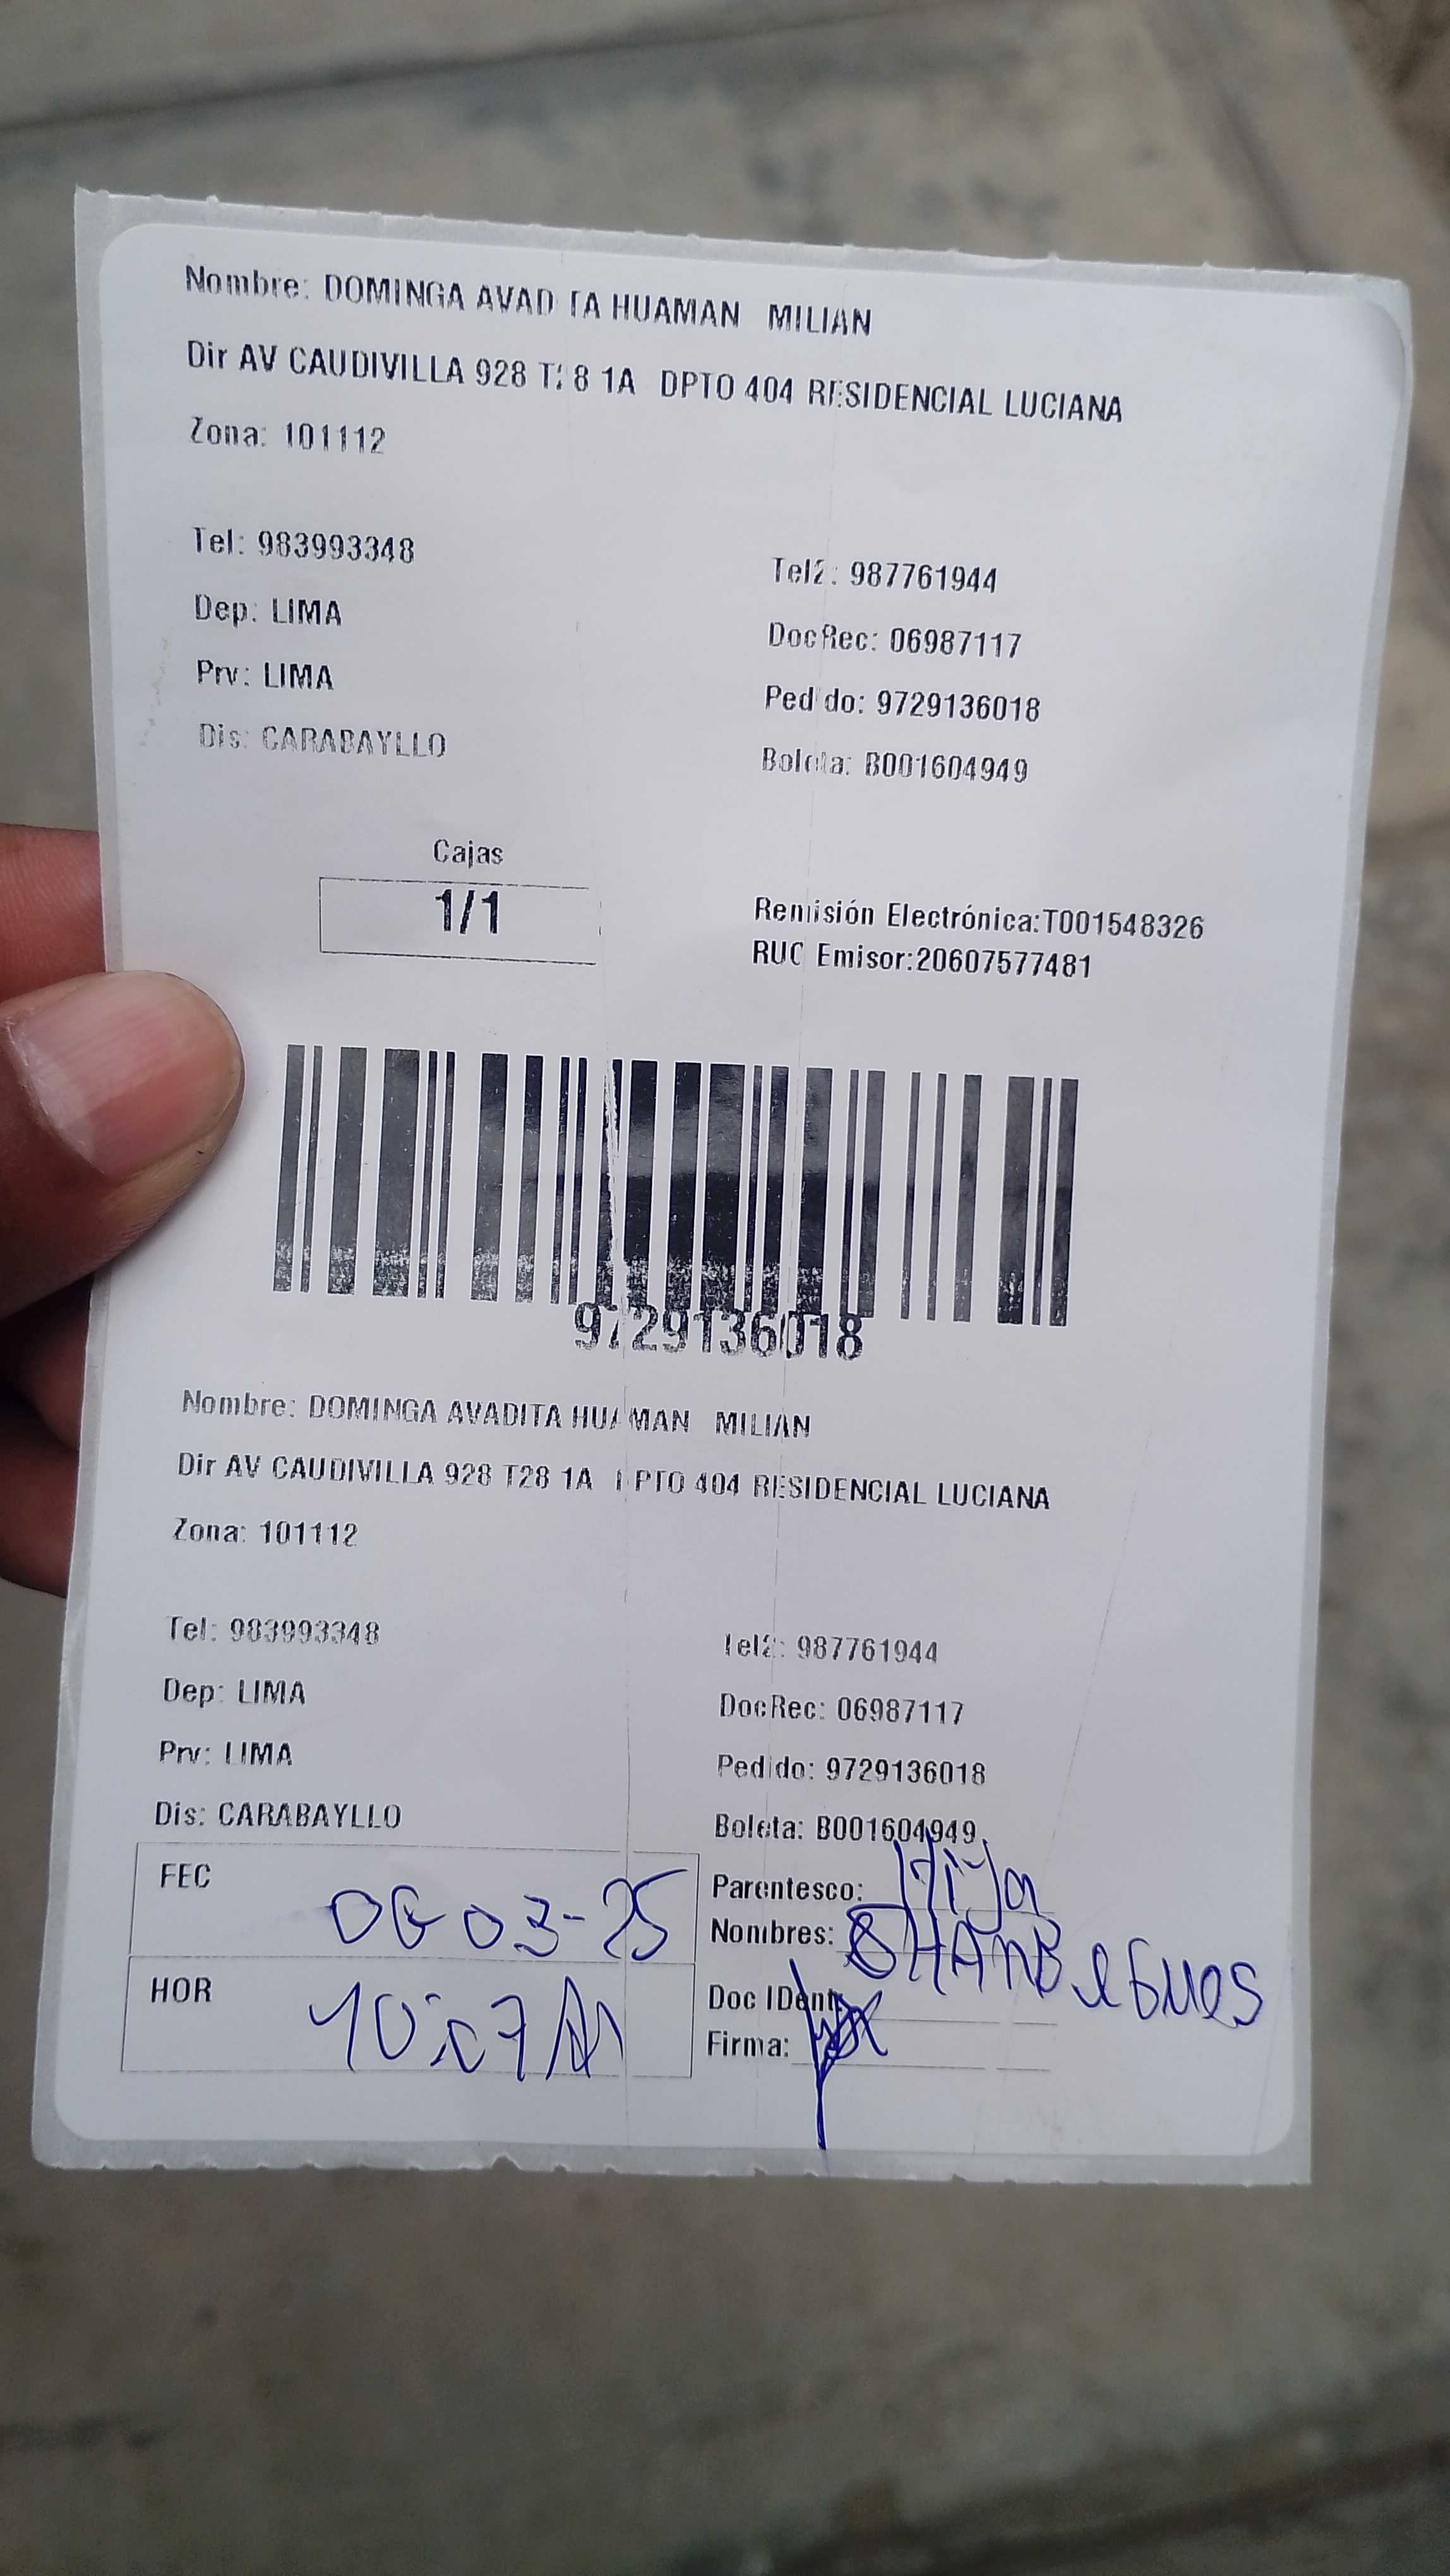 Nombre: DOMINGA AVAD TA HUAMAN MILIAN
Dir AV CAUDIVILLA 928 T28 1A DPTO 404 RESIDENCIAL LUCIANA
Zona: 101112
Tel: 983993348
Tel2: 987761944
Dep: LIMA
DocRec: 06987117
Prv: LIMA
Pedido: 9729136018
Dis: CARABAYLLO
Boleta: B001604949
Cajas
1/1
Remisión Electrónica:T001548326
RUC Emisor:20607577481
9729136018
Nombre: DOMINGA AVADITA HUAMAN MILIAN
Dir AV CAUDIVILLA 928 T28 1A DPTO 404 RESIDENCIAL LUCIANA
Zona: 101112
Tel: 983993348
Tel2: 987761944
Dep: LIMA
DocRec: 06987117
Prv: LIMA
Pedido: 9729136018
Dis: CARABAYLLO
Boleta: B001604949
FEC 06 03-25
Parentesco: Hija
Nombres:
HOR
Doc IDent:
Firma: